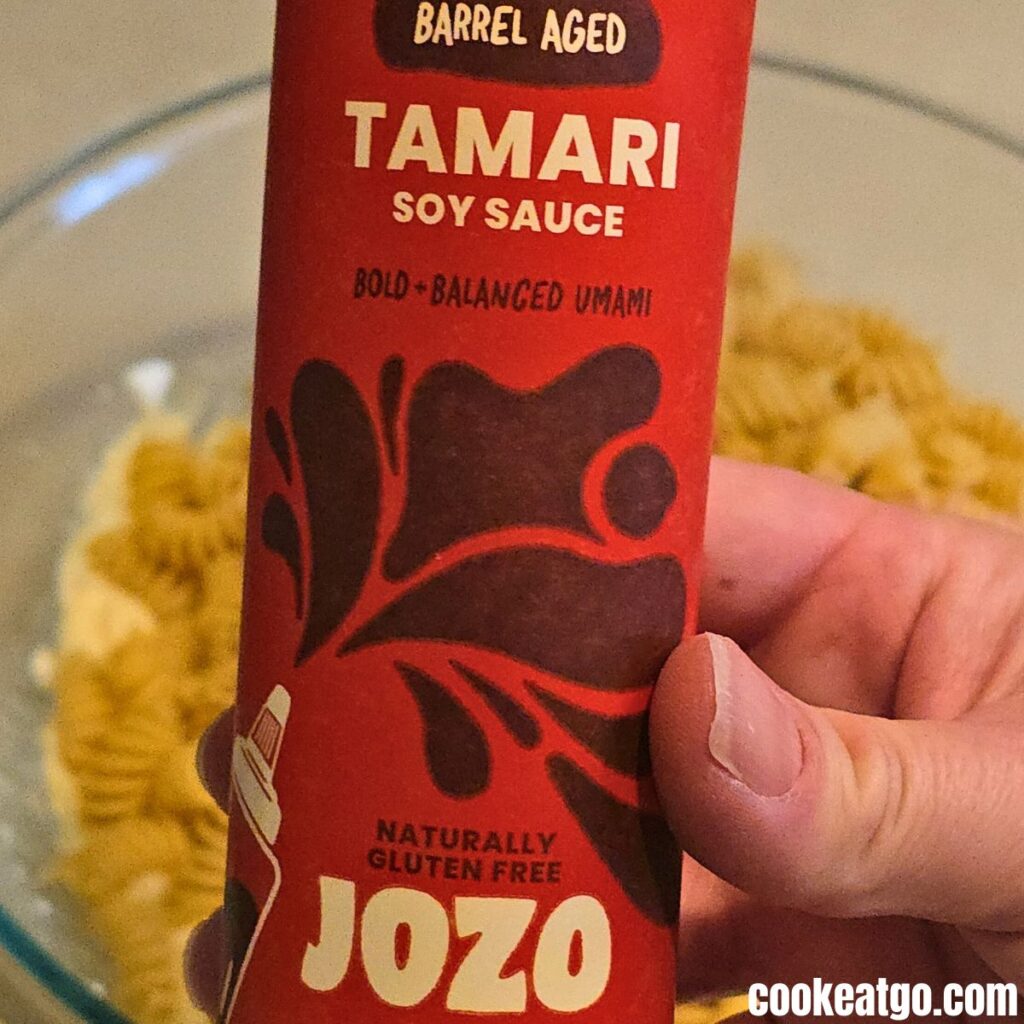 BARREL AGED
TAMARI
SOY SAUCE
BOLD + BALANCED UMAMI
NATURALLY
GLUTEN FREE
JOZO
cookeatgo.com